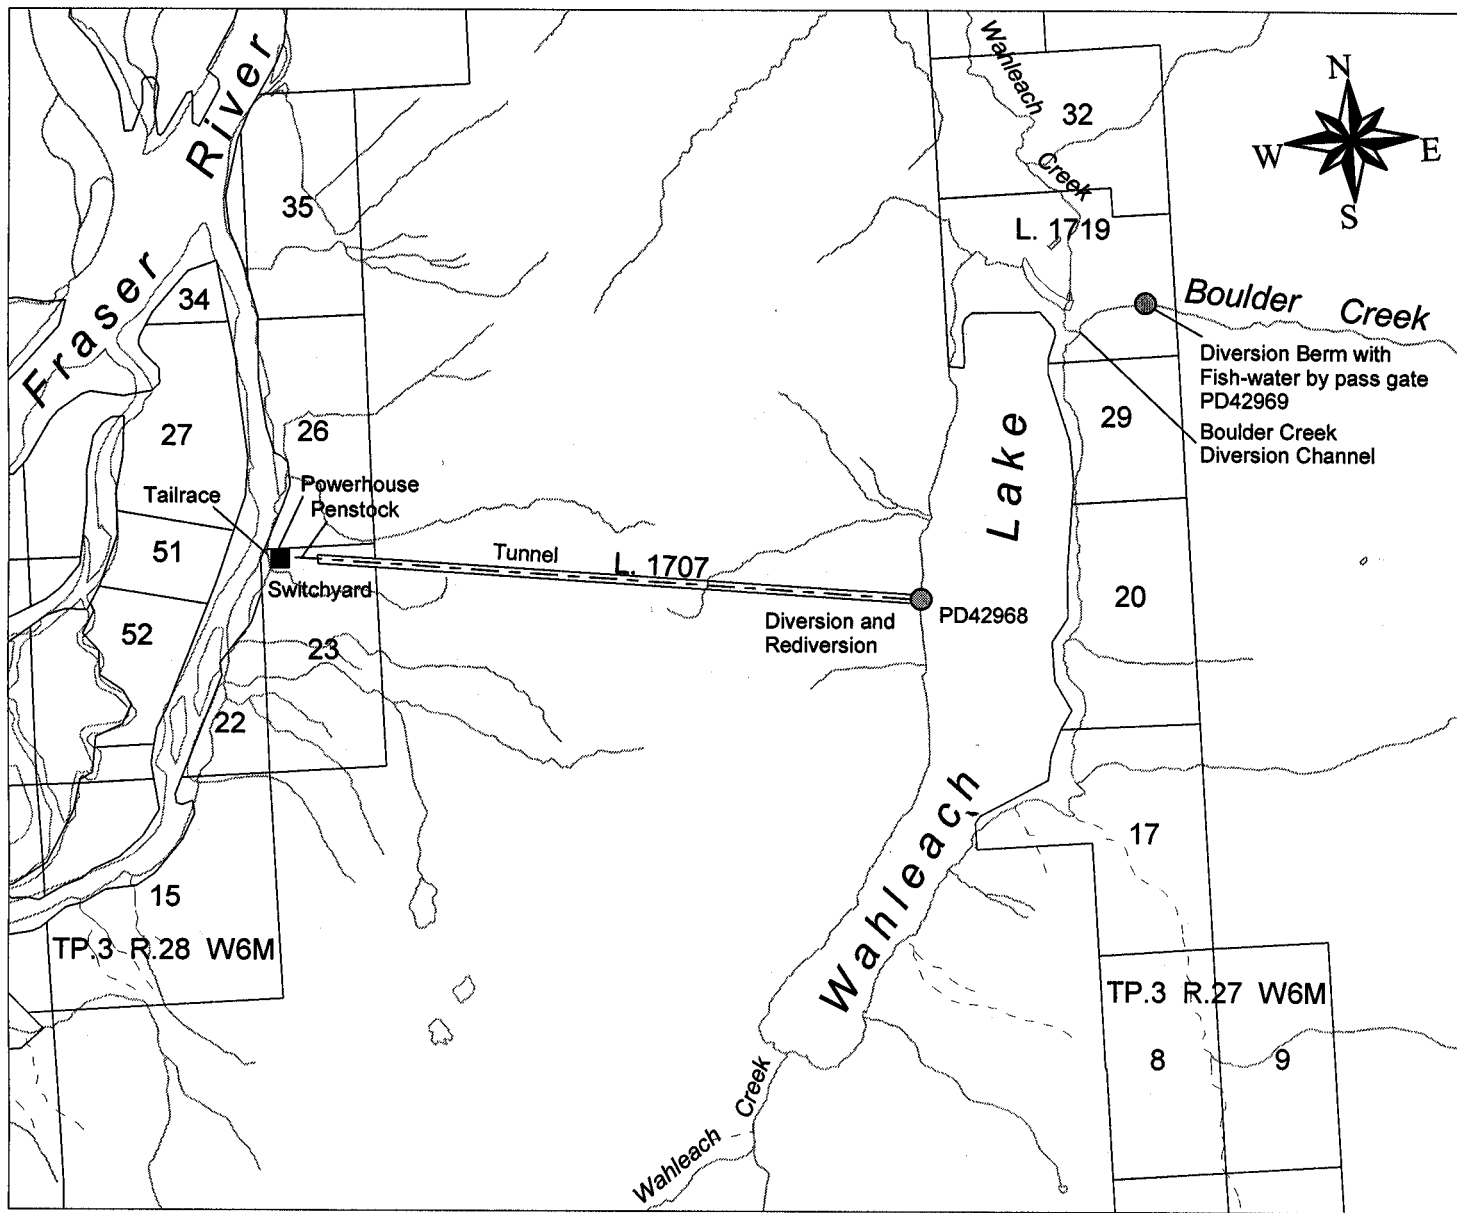 Wahleach
Creek
32
N
W E
S
Fraser River
35
L. 1719
34
Boulder Creek
Diversion Berm with
Fish-water by pass gate
PD42969
Boulder Creek
Diversion Channel
27
26
29
Lake
Tailrace
Powerhouse
Penstock
51
Tunnel
L. 1707
Switchyard
Diversion and
Rediversion
PD42968
20
52
23
22
Wahleach
17
15
TP.3 R.28 W6M
TP.3 R.27 W6M
8
9
Wahleach Creek